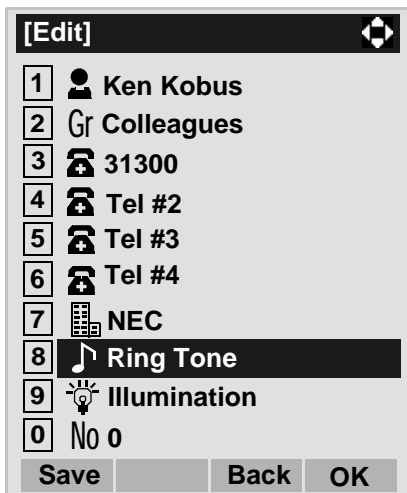 [Edit]
1 Ken Kobus
2 Gr Colleagues
3 31300
4 Tel #2
5 Tel #3
6 Tel #4
7 NEC
8 Ring Tone
9 Illumination
0 No 0
Save Back OK